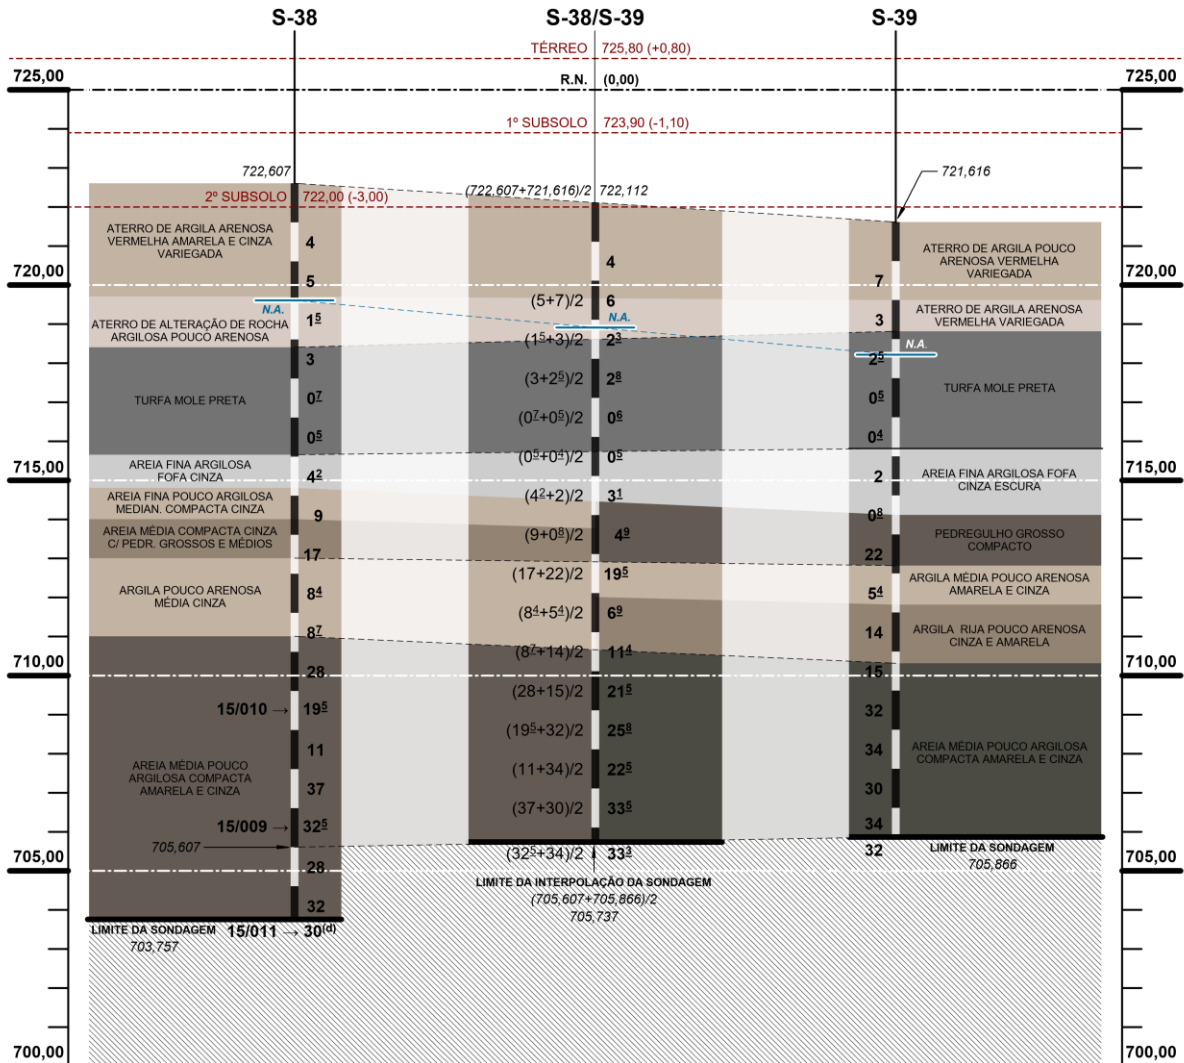 S-38
S-38/S-39
S-39
TÉRREO 725,80 (+0,80)
725,00
R.N. (0,00)
725,00
1º SUBSOLO 723,90 (-1,10)
722,607
721,616
2º SUBSOLO 722,00 (-3,00)
(722,607+721,616)/2 722,112
ATERRO DE ARGILA ARENOSA
VERMELHA AMARELA E CINZA
VARIEGADA
4
5
4
ATERRO DE ARGILA POUCO
ARENOSA VERMELHA
VARIEGADA
7
720,00
720,00
(5+7)/2 6
N.A.
N.A.
N.A.
ATERRO DE ALTERAÇÃO DE ROCHA
ARGILOSA POUCO ARENOSA
1⁵
(1⁵+3)/2 2³
3
ATERRO DE ARGILA ARENOSA
VERMELHA VARIEGADA
3
(3+2⁵)/2 2⁸
2⁵
TURFA MOLE PRETA
0⁷
(0⁷+0⁵)/2 0⁶
0⁵
TURFA MOLE PRETA
0⁵
(0⁵+0⁴)/2 0⁵
0⁴
715,00
715,00
AREIA FINA ARGILOSA
FOFA CINZA
4²
(4²+2)/2 3¹
2
AREIA FINA ARGILOSA FOFA
CINZA ESCURA
AREIA FINA POUCO ARGILOSA
MEDIAN. COMPACTA CINZA
9
(9+0⁸)/2 4⁹
0⁸
AREIA MÉDIA COMPACTA CINZA
C/ PEDR. GROSSOS E MÉDIOS
17
(17+22)/2 19⁵
22
PEDREGULHO GROSSO
COMPACTO
ARGILA POUCO ARENOSA
MÉDIA CINZA
8⁴
(8⁴+5⁴)/2 6⁹
5⁴
ARGILA MÉDIA POUCO ARENOSA
AMARELA E CINZA
8⁷
(8⁷+14)/2 11⁴
14
ARGILA RIJA POUCO ARENOSA
CINZA E AMARELA
710,00
710,00
28
(28+15)/2 21⁵
15
15/010 → 19⁵
(19⁵+32)/2 25⁸
32
11
(11+34)/2 22⁵
34
AREIA MÉDIA POUCO
ARGILOSA COMPACTA
AMARELA E CINZA
AREIA MÉDIA POUCO ARGILOSA
COMPACTA AMARELA E CINZA
37
(37+30)/2 33⁵
30
15/009 → 32⁵
(32⁵+34)/2 33³
34
705,607
32
LIMITE DA SONDAGEM
705,866
705,00
705,00
28
LIMITE DA INTERPOLAÇÃO DA SONDAGEM
(705,607+705,866)/2
705,737
32
LIMITE DA SONDAGEM 15/011 → 30⁽ᵈ⁾
703,757
700,00
700,00